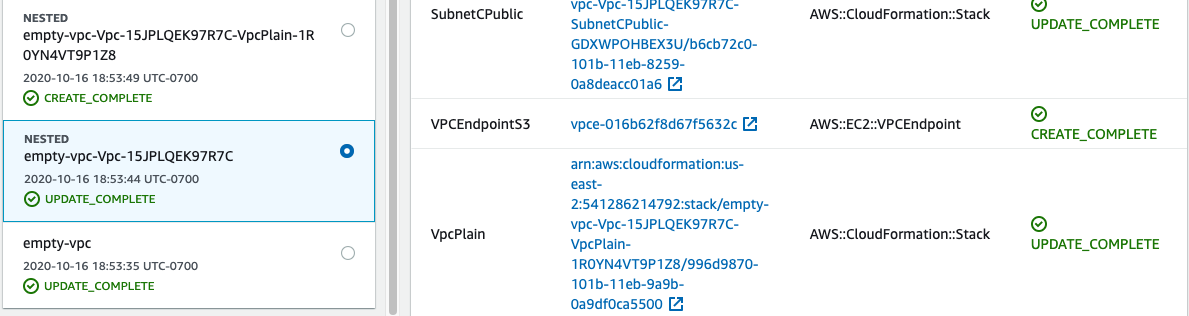 NESTED
empty-vpc-Vpc-15JPLQEK97R7C-VpcPlain-1R
0YN4VT9P1Z8
2020-10-16 18:53:49 UTC-0700
CREATE_COMPLETE
NESTED
empty-vpc-Vpc-15JPLQEK97R7C
2020-10-16 18:53:44 UTC-0700
UPDATE_COMPLETE
empty-vpc
2020-10-16 18:53:35 UTC-0700
UPDATE_COMPLETE
SubnetCPublic
vpc-Vpc-15JPLQEK97R7C-
SubnetCPublic-
GDXWPOHBEX3U/b6cb72c0-
101b-11eb-8259-
0a8deacc01a6
AWS::CloudFormation::Stack
UPDATE_COMPLETE
VPCEndpointS3
vpce-016b62f8d67f5632c
AWS::EC2::VPCEndpoint
CREATE_COMPLETE
VpcPlain
arn:aws:cloudformation:us-
east-
2:541286214792:stack/empty-
vpc-Vpc-15JPLQEK97R7C-
VpcPlain-
1R0YN4VT9P1Z8/996d9870-
101b-11eb-9a9b-
0a9df0ca5500
AWS::CloudFormation::Stack
UPDATE_COMPLETE